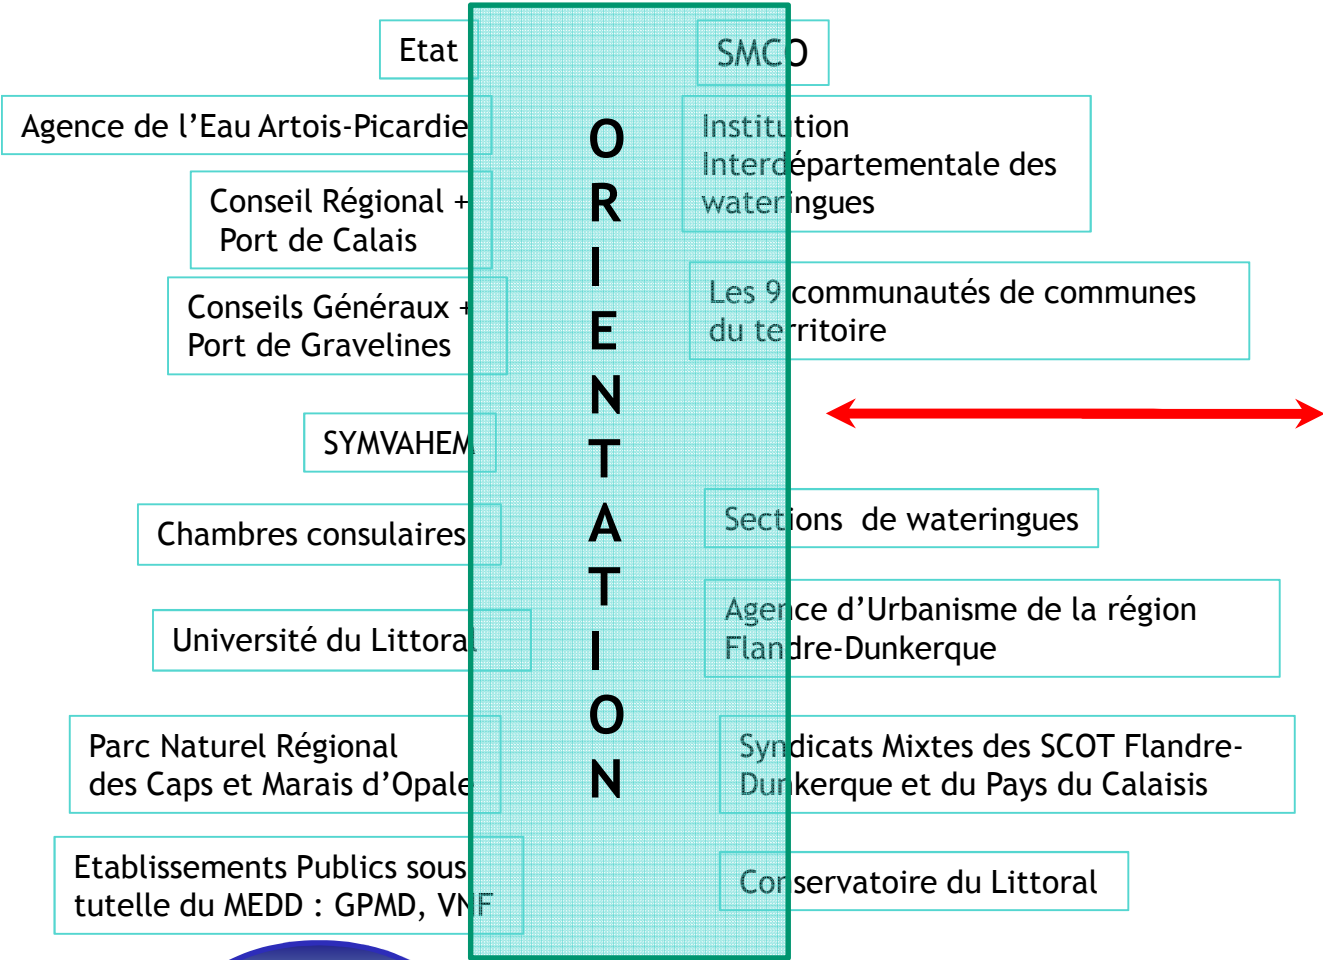 Etat
Agence de l’Eau Artois-Picardie
Conseil Régional +
Port de Calais
Conseils Généraux +
Port de Gravelines
SYMVAHEM
Chambres consulaires
Université du Littoral
Parc Naturel Régional
des Caps et Marais d’Opale
Etablissements Publics sous
tutelle du MEDD : GPMD, VNF
ORIENTATION
SMCO
Institution
Interdépartementale des
wateringues
Les 9 communautés de communes
du territoire
Sections de wateringues
Agence d’Urbanisme de la région
Flandre-Dunkerque
Syndicats Mixtes des SCOT Flandre-
Dunkerque et du Pays du Calaisis
Conservatoire du Littoral